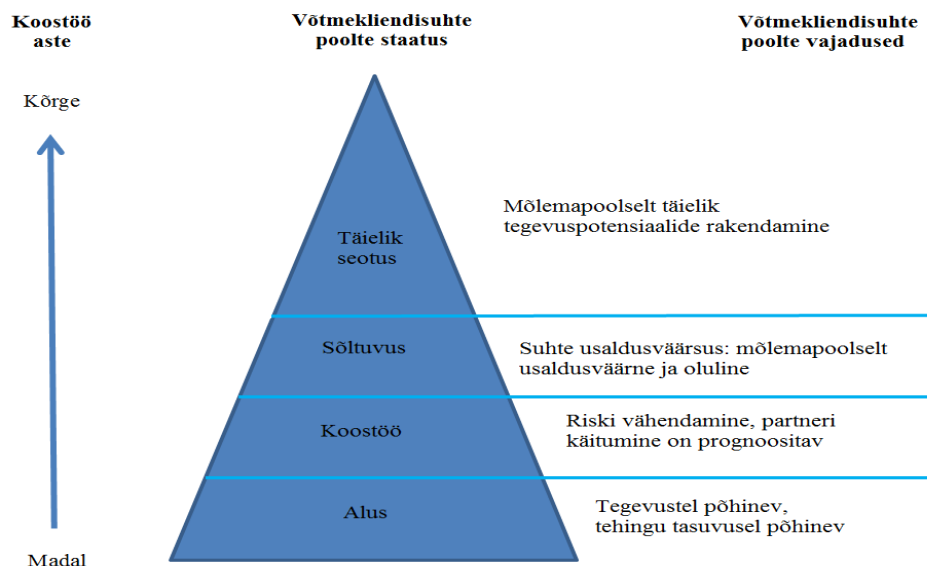 Koostöö
aste
Võtmekliendisuhte
poolte staatus
Võtmekliendisuhte
poolte vajadused
Kõrge
Mõlemapoolselt täielik
tegevuspotensiaalide rakendamine
Täielik
seotus
Sõltuvus
Suhte usaldusväärsus: mõlemapoolselt
usaldusväärne ja oluline
Koostöö
Riski vähendamine, partneri
käitumine on prognoositav
Alus
Tegevustel põhinev,
tehingu tasuvusel põhinev
Madal